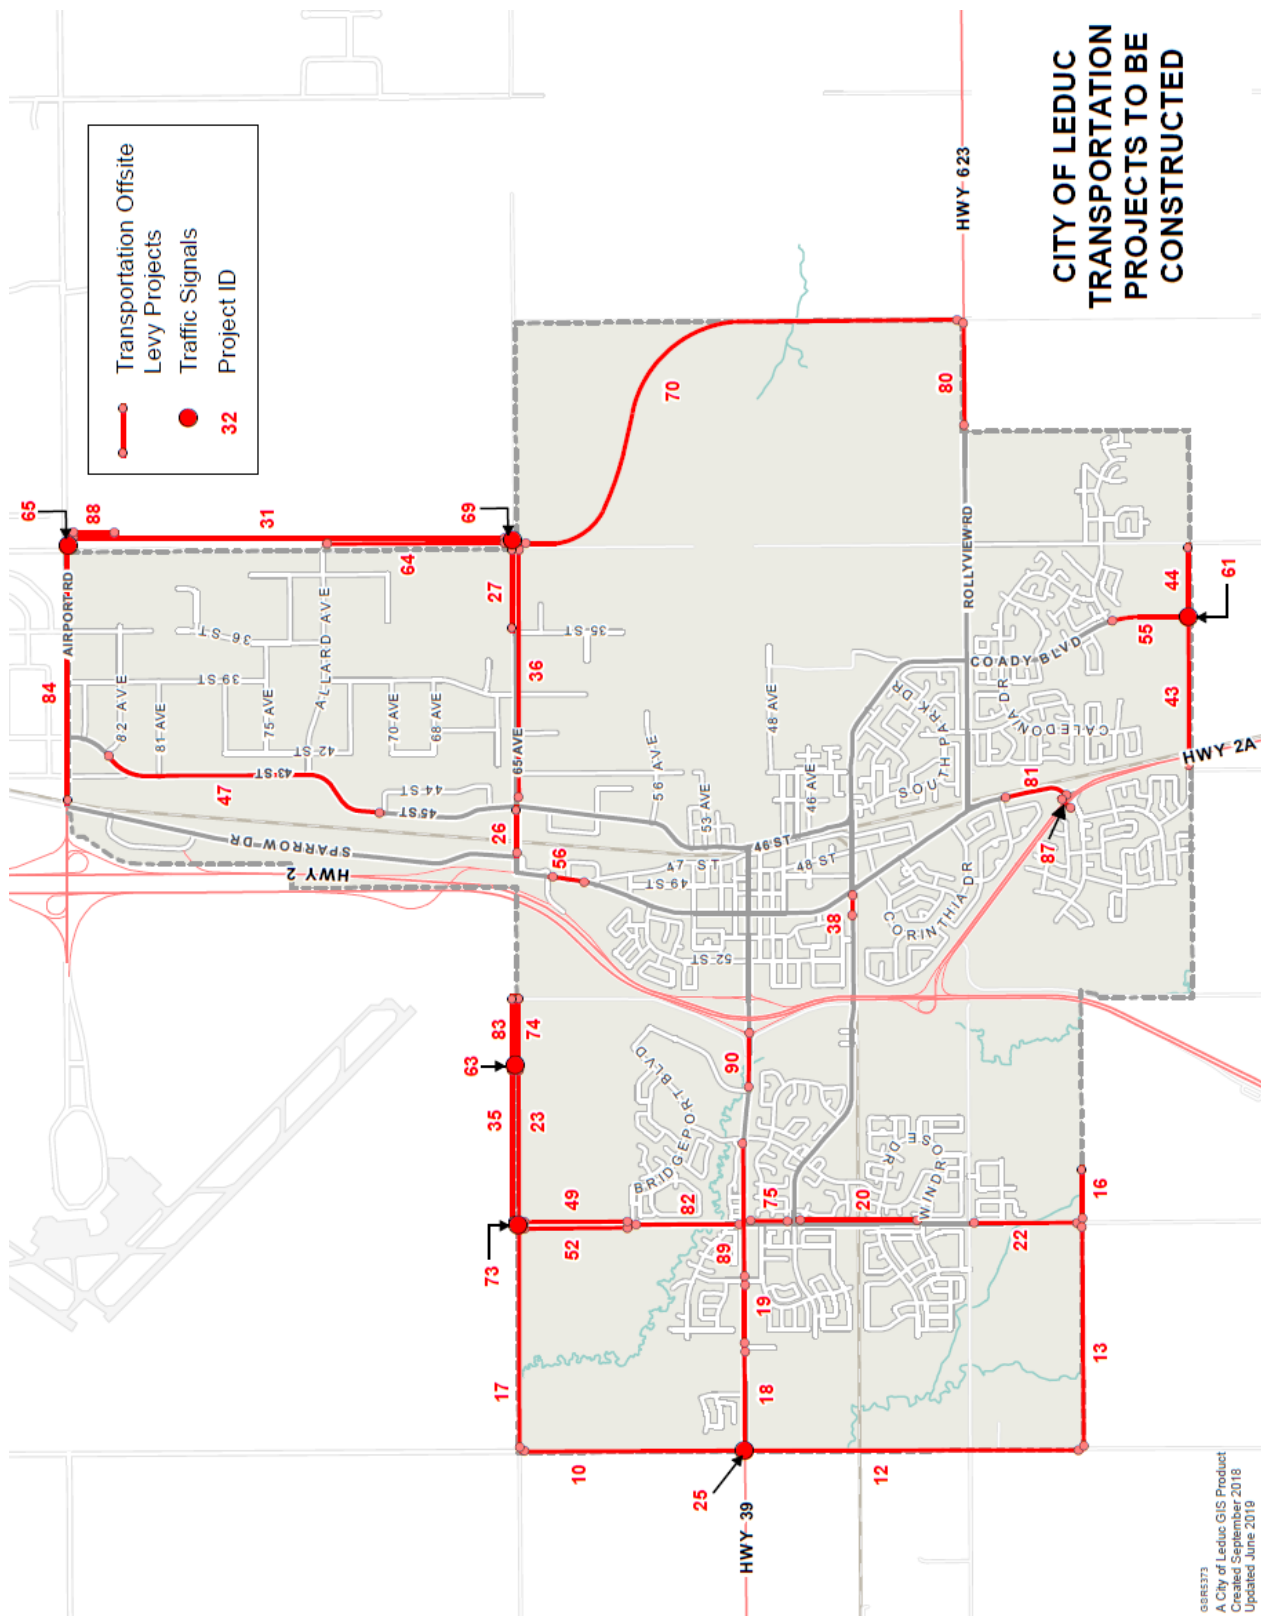 CITY OF LEDUC
TRANSPORTATION
PROJECTS TO BE
CONSTRUCTED
Transportation Offsite
Levy Projects
Traffic Signals
32
Project ID
65
88
31
69
64
27
36
26
56
84
47
70
80
44
61
55
43
81
87
38
90
83
74
63
35
23
49
52
73
82
75
20
89
19
18
17
10
25
12
13
16
22
AIRPORT RD
82 AVE
81 AVE
36 ST
39 ST
75 AVE
ALLARD AVE
42 ST
43 ST
70 AVE
68 AVE
44 ST
45 ST
SPARROW DR
HWY 2
65 AVE
35 ST
56 AVE
53 AVE
48 AVE
46 AVE
46 ST
47 ST
48 ST
49 ST
52 ST
SOUTHPARK DR
ROLLYVIEW RD
COADY BLVD
CALEDONIA DR
CORINTHIA DR
HWY 2A
HWY 623
BRIDGEPORT BLVD
WINDROSE DR
HWY 39
GSR5373
A City of Leduc GIS Product
Created September 2018
Updated June 2019